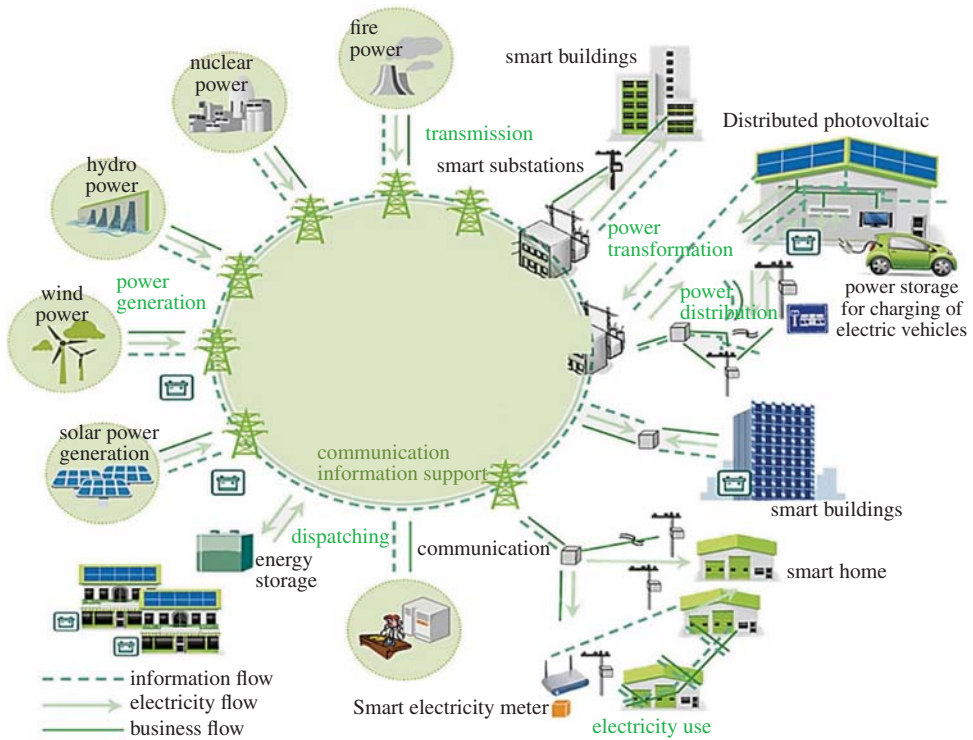 fire
power
nuclear
power
smart buildings
transmission
smart substations
Distributed photovoltaic
hydro
power
power
transformation
power
generation
power
distribution
power storage
for charging of
electric vehicles
wind
power
solar power
generation
communication
information support
smart buildings
dispatching
communication
energy
storage
smart home
information flow
electricity flow
business flow
Smart electricity meter
electricity use